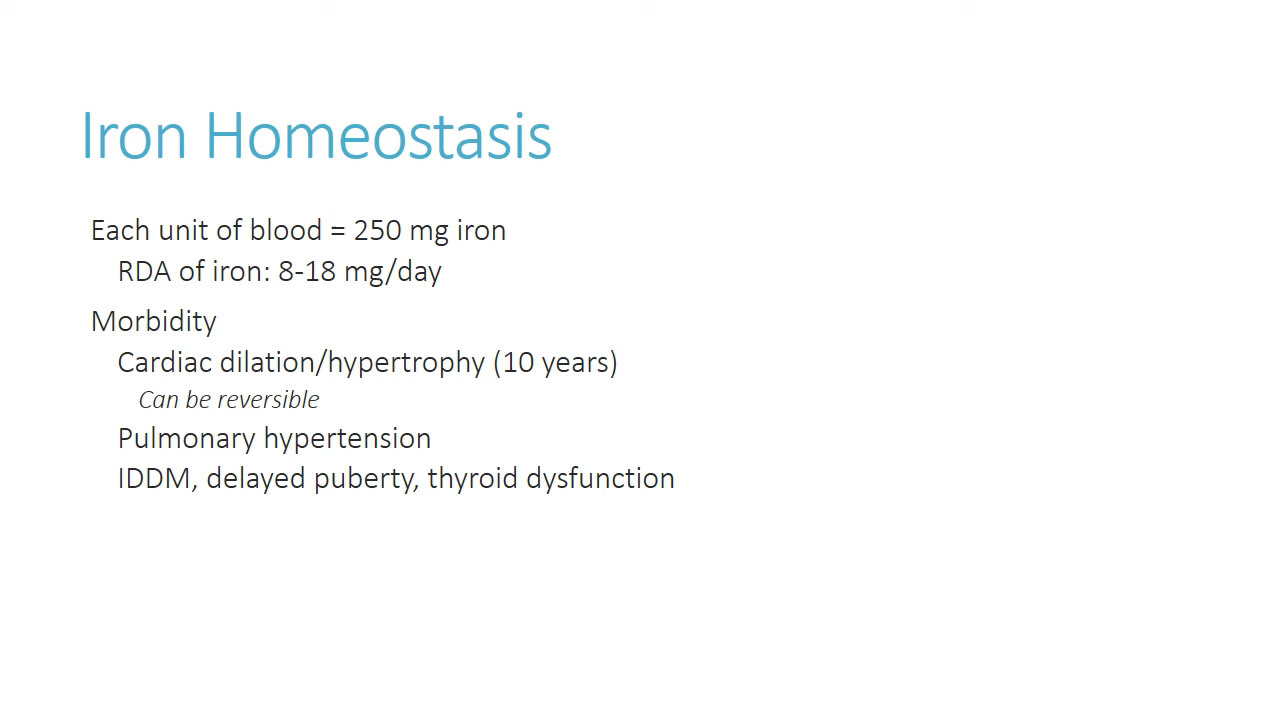 Iron Homeostasis
Each unit of blood = 250 mg iron
RDA of iron: 8-18 mg/day
Morbidity
Cardiac dilation/hypertrophy (10 years)
Can be reversible
Pulmonary hypertension
IDDM, delayed puberty, thyroid dysfunction